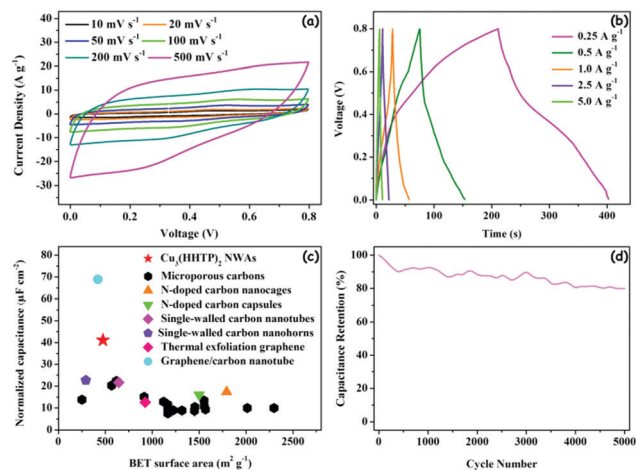 (a)
10 mV s⁻¹ 20 mV s⁻¹
50 mV s⁻¹ 100 mV s⁻¹
200 mV s⁻¹ 500 mV s⁻¹
Current Density (A g⁻¹)
30
20
10
0
-10
-20
-30
0.0 0.2 0.4 0.6 0.8
Voltage (V)
(b)
0.25 A g⁻¹
0.5 A g⁻¹
1.0 A g⁻¹
2.5 A g⁻¹
5.0 A g⁻¹
Voltage (V)
0.8
0.4
0.0
0 100 200 300 400
Time (s)
(c)
Cu₃(HHTP)₂ NWAs
Microporous carbons
N-doped carbon nanocages
N-doped carbon capsules
Single-walled carbon nanotubes
Single-walled carbon nanohorns
Thermal exfoliation graphene
Graphene/carbon nanotube
Normalized capacitance (µF cm⁻²)
80
70
60
50
40
30
20
10
0
0 500 1000 1500 2000 2500
BET surface area (m² g⁻¹)
(d)
Capacitance Retention (%)
100
80
60
40
20
0
0 1000 2000 3000 4000 5000
Cycle Number